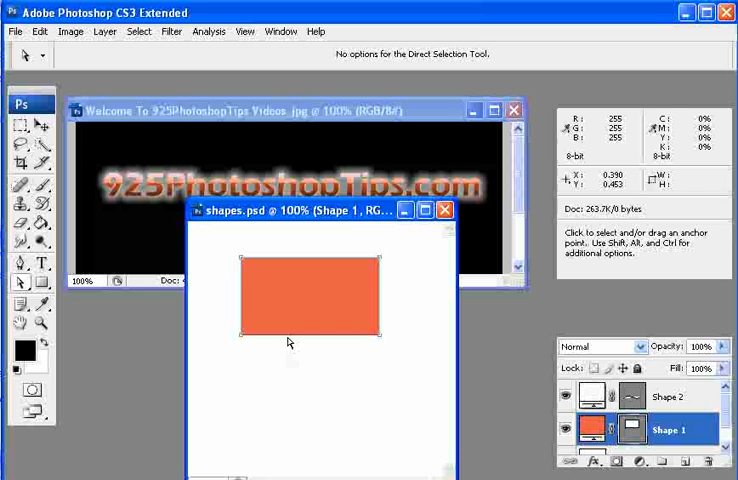 Adobe Photoshop CS3 Extended
File Edit Image Layer Select Filter Analysis View Window Help
No options for the Direct Selection Tool.
Ps
Welcome To 925PhotoshopTips Videos .jpg @ 100% (RGB/8#)
925PhotoshopTips.com
100%
Doc:
shapes.psd @ 100% (Shape 1, RG...
T
R: 255
G: 255
B: 255
8-bit
C: 0%
M: 0%
Y: 0%
K: 0%
8-bit
X: 0.390
Y: 0.453
W:
H:
Doc: 263.7K/0 bytes
Click to select and/or drag an anchor
point. Use Shift, Alt, and Ctrl for
additional options.
Normal
Opacity: 100%
Lock:
Fill: 100%
Shape 2
Shape 1
fx